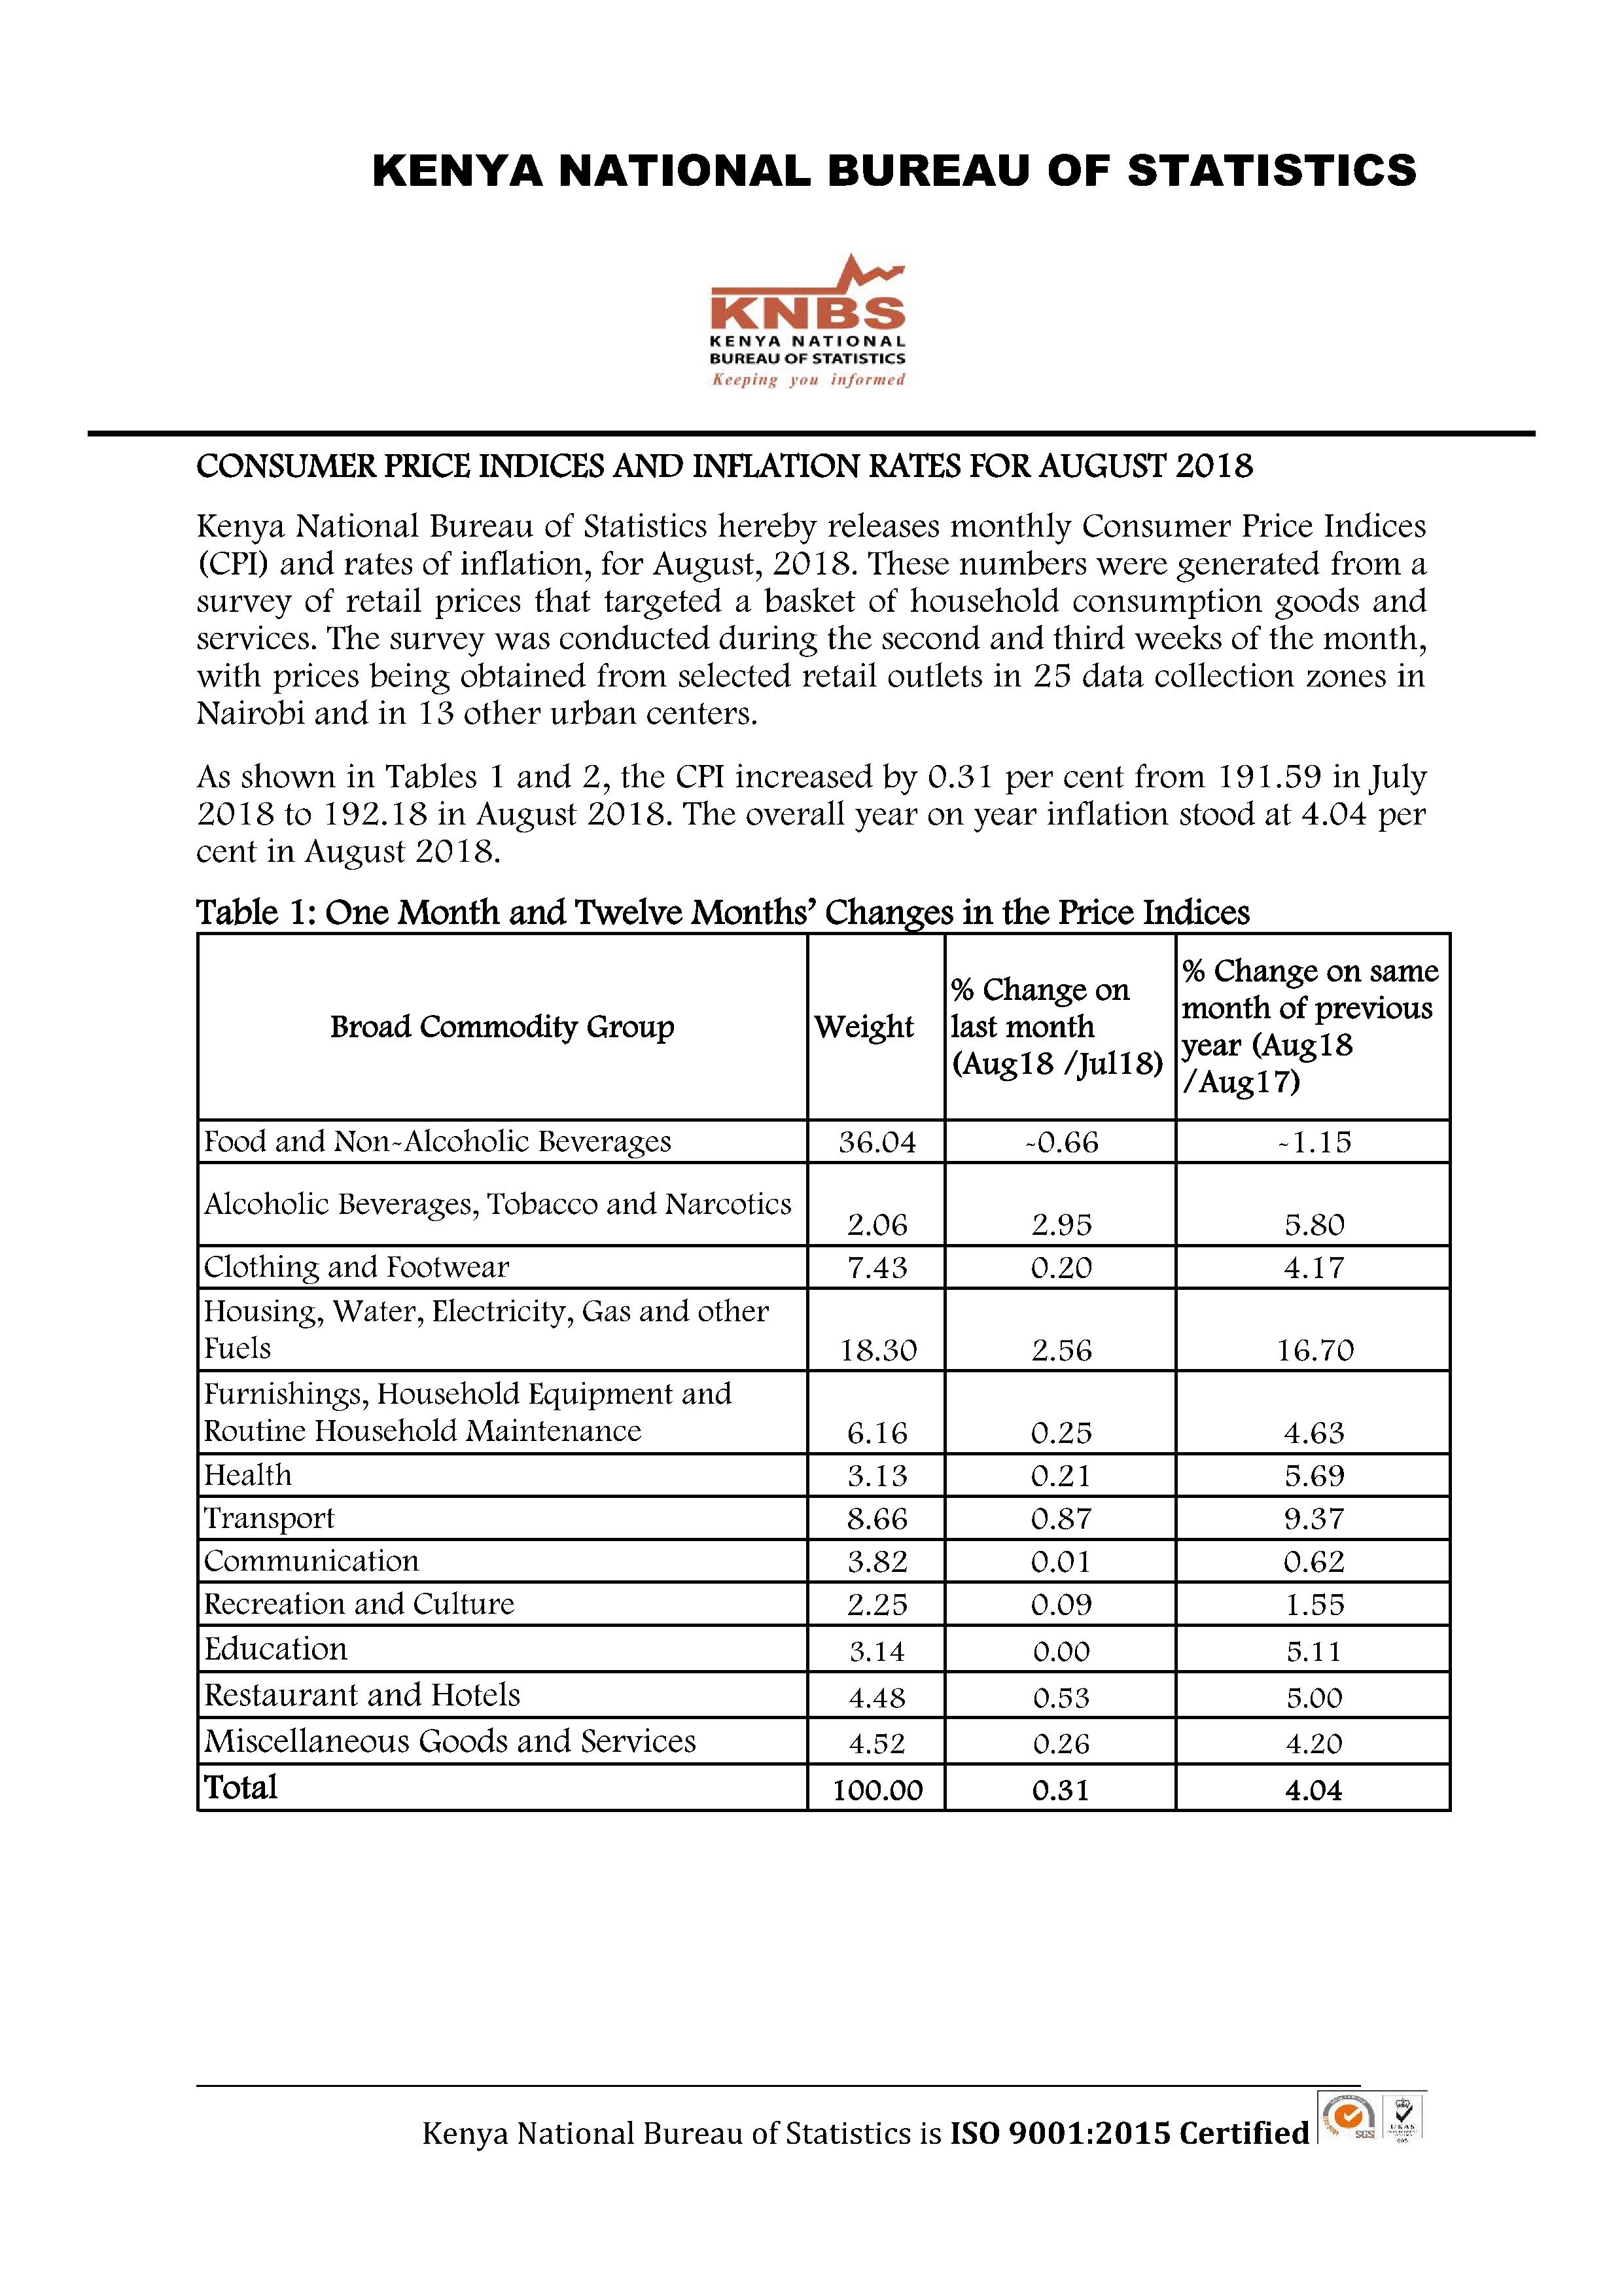 KENYA NATIONAL BUREAU OF STATISTICS
KNBS
KENYA NATIONAL
BUREAU OF STATISTICS
Keeping you informed
CONSUMER PRICE INDICES AND INFLATION RATES FOR AUGUST 2018
Kenya National Bureau of Statistics hereby releases monthly Consumer Price Indices
(CPI) and rates of inflation, for August, 2018. These numbers were generated from a
survey of retail prices that targeted a basket of household consumption goods and
services. The survey was conducted during the second and third weeks of the month,
with prices being obtained from selected retail outlets in 25 data collection zones in
Nairobi and in 13 other urban centers.
As shown in Tables 1 and 2, the CPI increased by 0.31 per cent from 191.59 in July
2018 to 192.18 in August 2018. The overall year on year inflation stood at 4.04 per
cent in August 2018.
Table 1: One Month and Twelve Months’ Changes in the Price Indices
Broad Commodity Group
Weight
% Change on
last month
(Aug18 /Jul18)
% Change on same
month of previous
year (Aug18
/Aug17)
Food and Non-Alcoholic Beverages 36.04 -0.66 -1.15
Alcoholic Beverages, Tobacco and Narcotics 2.06 2.95 5.80
Clothing and Footwear 7.43 0.20 4.17
Housing, Water, Electricity, Gas and other
Fuels 18.30 2.56 16.70
Furnishings, Household Equipment and
Routine Household Maintenance 6.16 0.25 4.63
Health 3.13 0.21 5.69
Transport 8.66 0.87 9.37
Communication 3.82 0.01 0.62
Recreation and Culture 2.25 0.09 1.55
Education 3.14 0.00 5.11
Restaurant and Hotels 4.48 0.53 5.00
Miscellaneous Goods and Services 4.52 0.26 4.20
Total 100.00 0.31 4.04
Kenya National Bureau of Statistics is ISO 9001:2015 Certified
SGS
UKAS